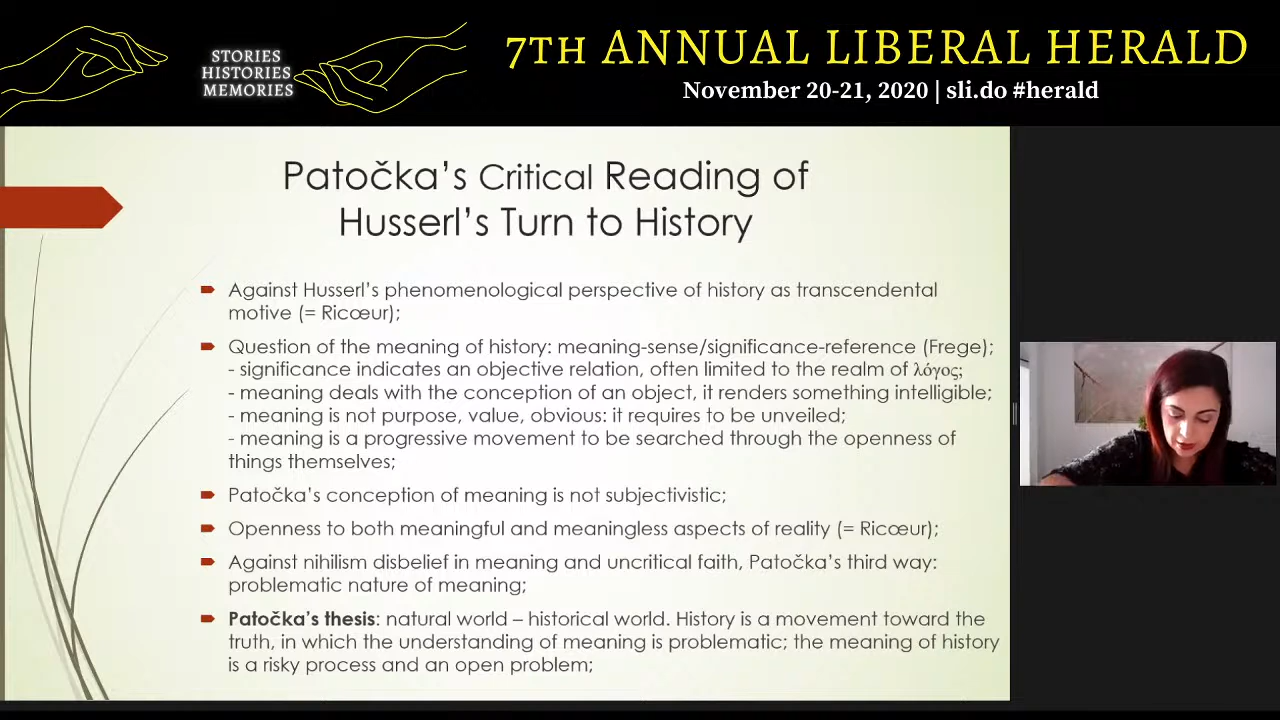 STORIES
HISTORIES
MEMORIES
7TH ANNUAL LIBERAL HERALD
November 20-21, 2020 | sli.do #herald
Patočka’s Critical Reading of
Husserl’s Turn to History
Against Husserl’s phenomenological perspective of history as transcendental
motive (= Ricœur);
Question of the meaning of history: meaning-sense/significance-reference (Frege);
- significance indicates an objective relation, often limited to the realm of λόγος;
- meaning deals with the conception of an object, it renders something intelligible;
- meaning is not purpose, value, obvious: it requires to be unveiled;
- meaning is a progressive movement to be searched through the openness of
things themselves;
Patočka’s conception of meaning is not subjectivistic;
Openness to both meaningful and meaningless aspects of reality (= Ricœur);
Against nihilism disbelief in meaning and uncritical faith, Patočka’s third way:
problematic nature of meaning;
Patočka’s thesis: natural world – historical world. History is a movement toward the
truth, in which the understanding of meaning is problematic; the meaning of history
is a risky process and an open problem;